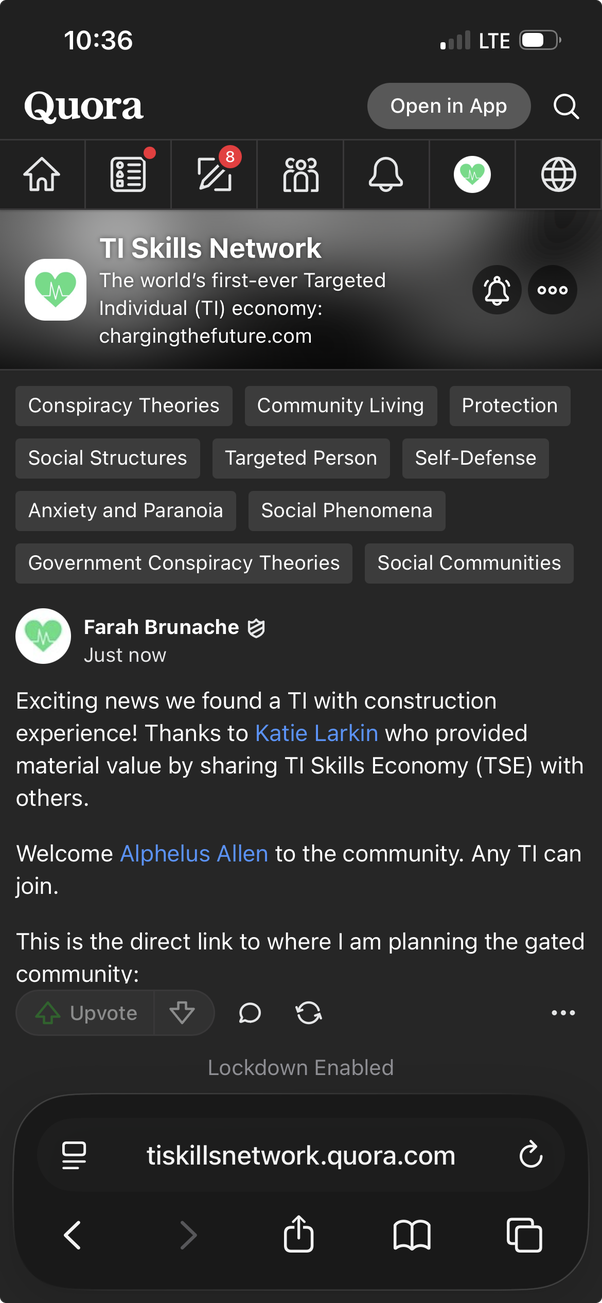 10:36
LTE
Quora
Open in App
8
TI Skills Network
The world's first-ever Targeted
Individual (TI) economy:
chargingthefuture.com
Conspiracy Theories
Community Living
Protection
Social Structures
Targeted Person
Self-Defense
Anxiety and Paranoia
Social Phenomena
Government Conspiracy Theories
Social Communities
Farah Brunache
Just now
Exciting news we found a TI with construction
experience! Thanks to Katie Larkin who provided
material value by sharing TI Skills Economy (TSE) with
others.
Welcome Alphelus Allen to the community. Any TI can
join.
This is the direct link to where I am planning the gated
community:
Upvote
Lockdown Enabled
tiskillsnetwork.quora.com